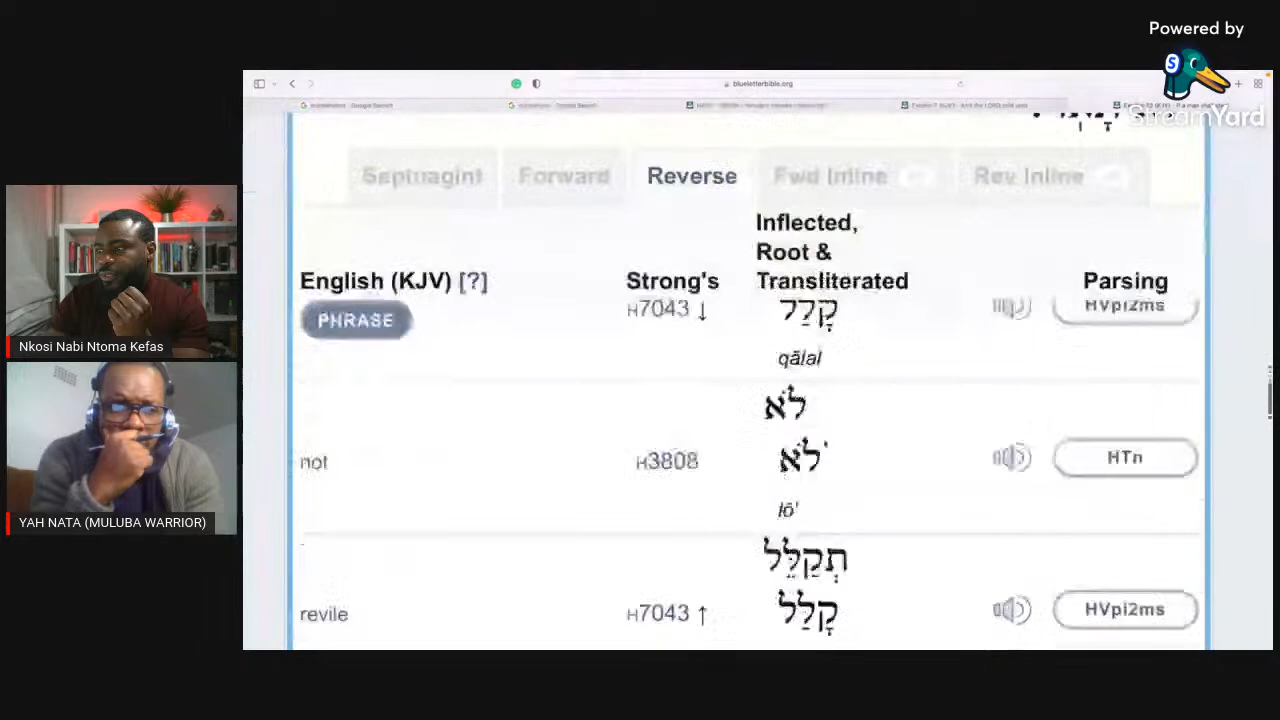 Powered by
StreamYard
blueletterbible.org
Septuagint Forward Reverse Fwd Inline Rev Inline
English (KJV) [?] Strong's Inflected, Root & Transliterated Parsing
PHRASE H7043 ↓ קָלַל HVpi2ms
qālal
לֹא
not H3808 לֹא HTn
lō'
תְקַלֵּל
revile H7043 ↑ קָלַל HVpi2ms
Nkosi Nabi Ntoma Kefas
YAH NATA (MULUBA WARRIOR)